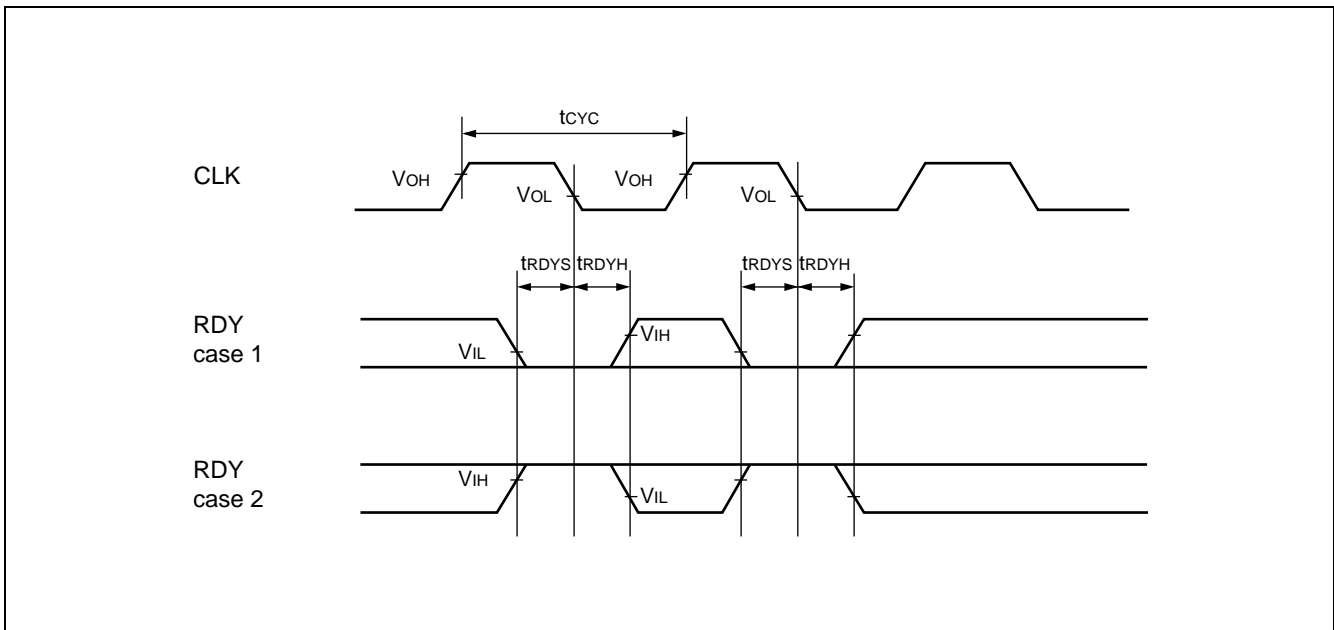 tCYC
CLK
VOH
VOL
VOH
VOL
tRDYS
tRDYH
tRDYS
tRDYH
RDY
case 1
VIL
VIH
RDY
case 2
VIH
VIL